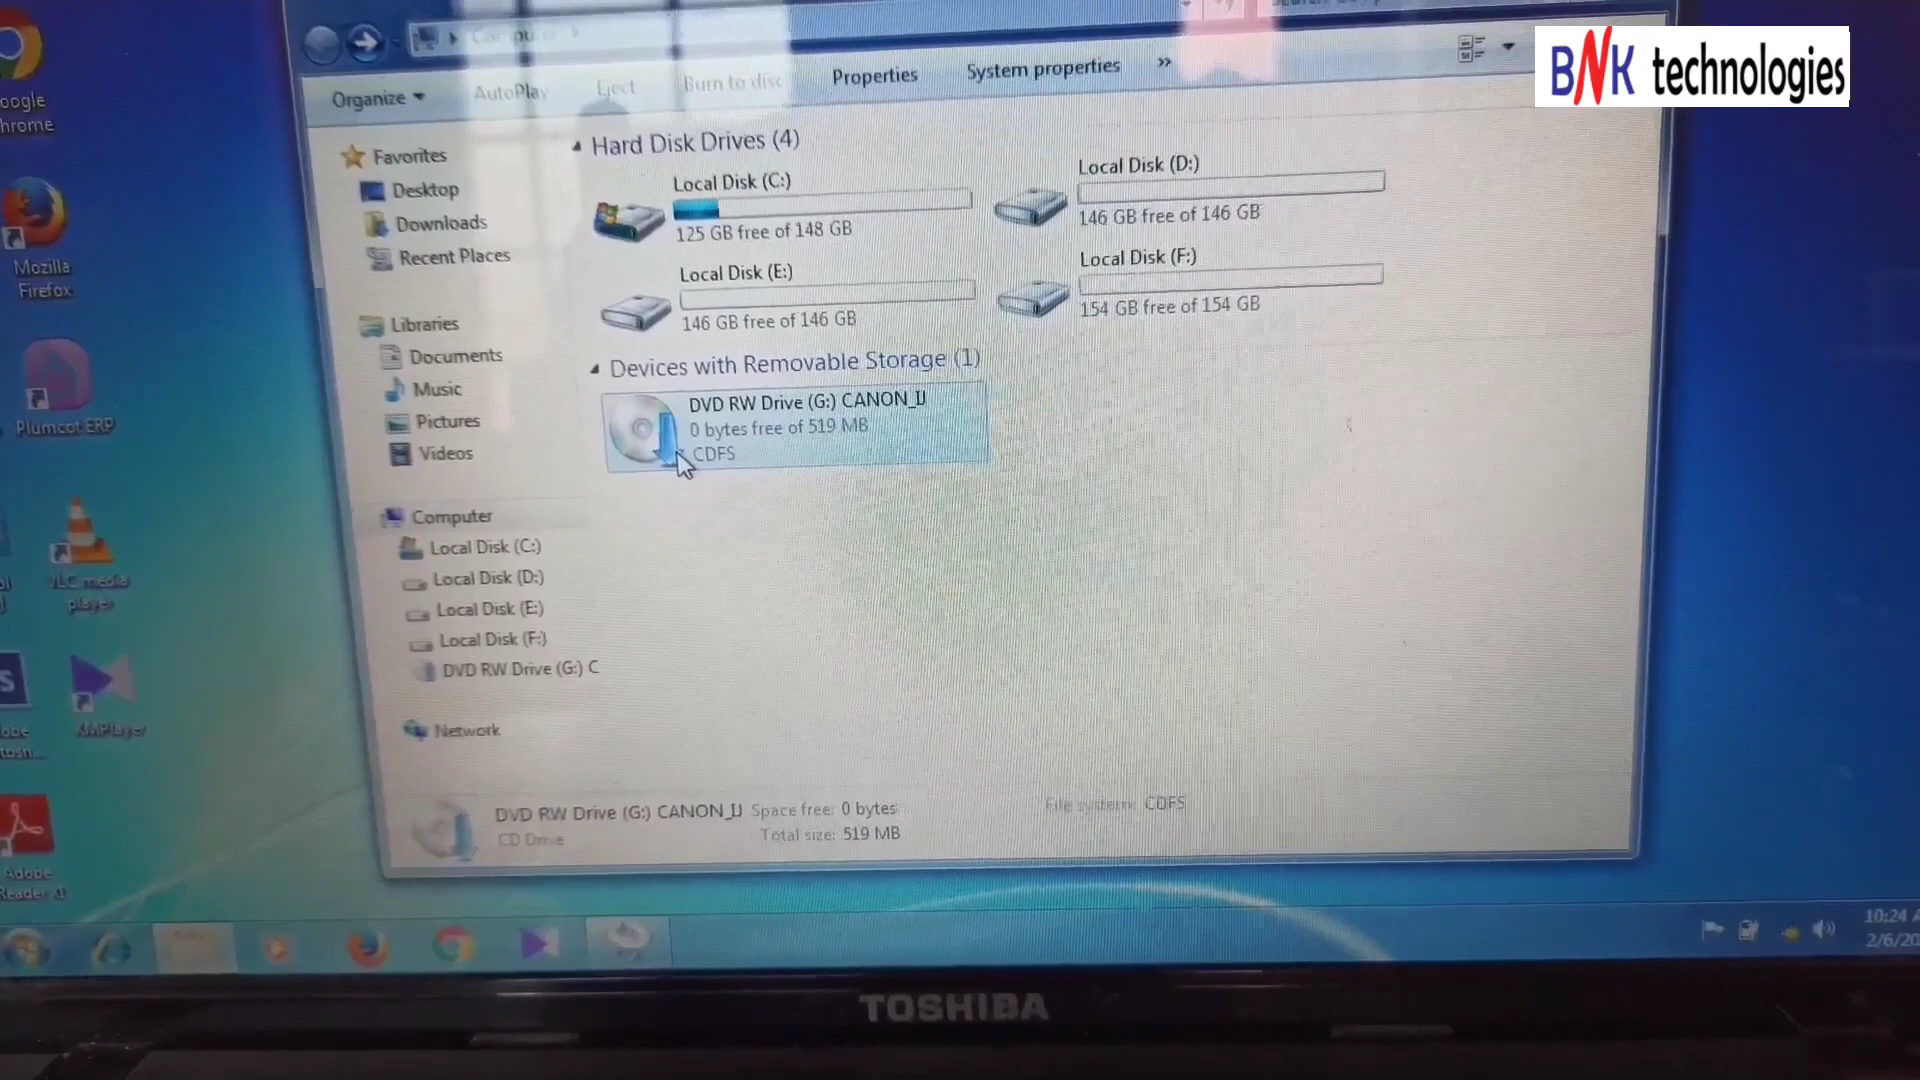 BNK technologies
Organize
AutoPlay
Eject
Burn to disc
Properties
System properties
»
Favorites
Desktop
Downloads
Recent Places
Libraries
Documents
Music
Pictures
Videos
Computer
Local Disk (C:)
Local Disk (D:)
Local Disk (E:)
Local Disk (F:)
DVD RW Drive (G:) C
Network
Hard Disk Drives (4)
Local Disk (C:)
125 GB free of 148 GB
Local Disk (D:)
146 GB free of 146 GB
Local Disk (E:)
146 GB free of 146 GB
Local Disk (F:)
154 GB free of 154 GB
Devices with Removable Storage (1)
DVD RW Drive (G:) CANON_IJ
0 bytes free of 519 MB
CDFS
DVD RW Drive (G:) CANON_IJ Space free: 0 bytes
File system: CDFS
CD Drive
Total size: 519 MB
oogle
hrome
Mozilla
Firefox
Plumcot ERP
VLC media
player
KMPlayer
Adobe
Reader XI
10:24
2/6/20
TOSHIBA